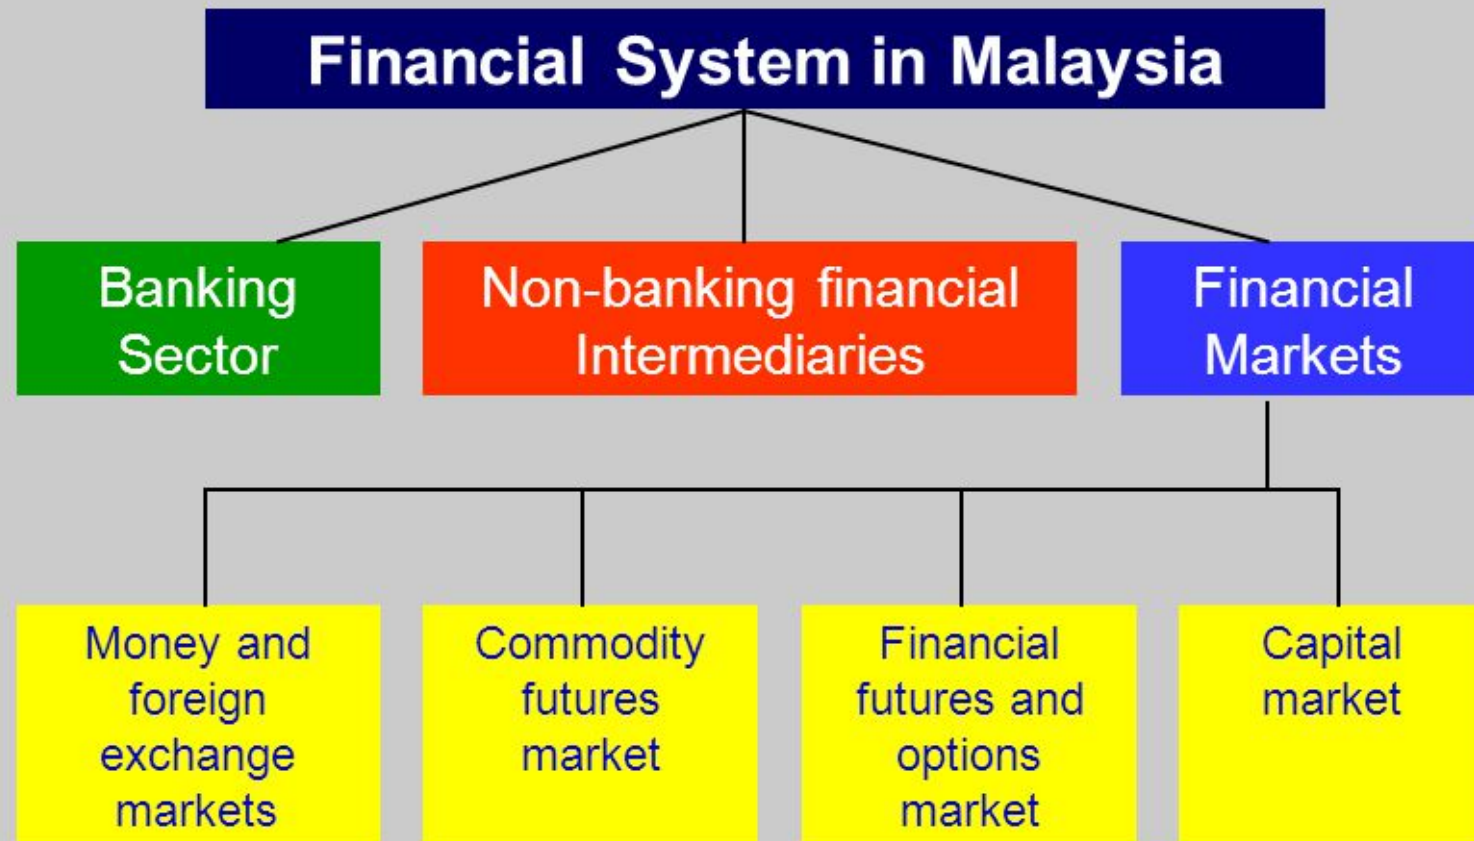 Financial System in Malaysia
Banking
Sector
Non-banking financial
Intermediaries
Financial
Markets
Money and
foreign
exchange
markets
Commodity
futures
market
Financial
futures and
options
market
Capital
market